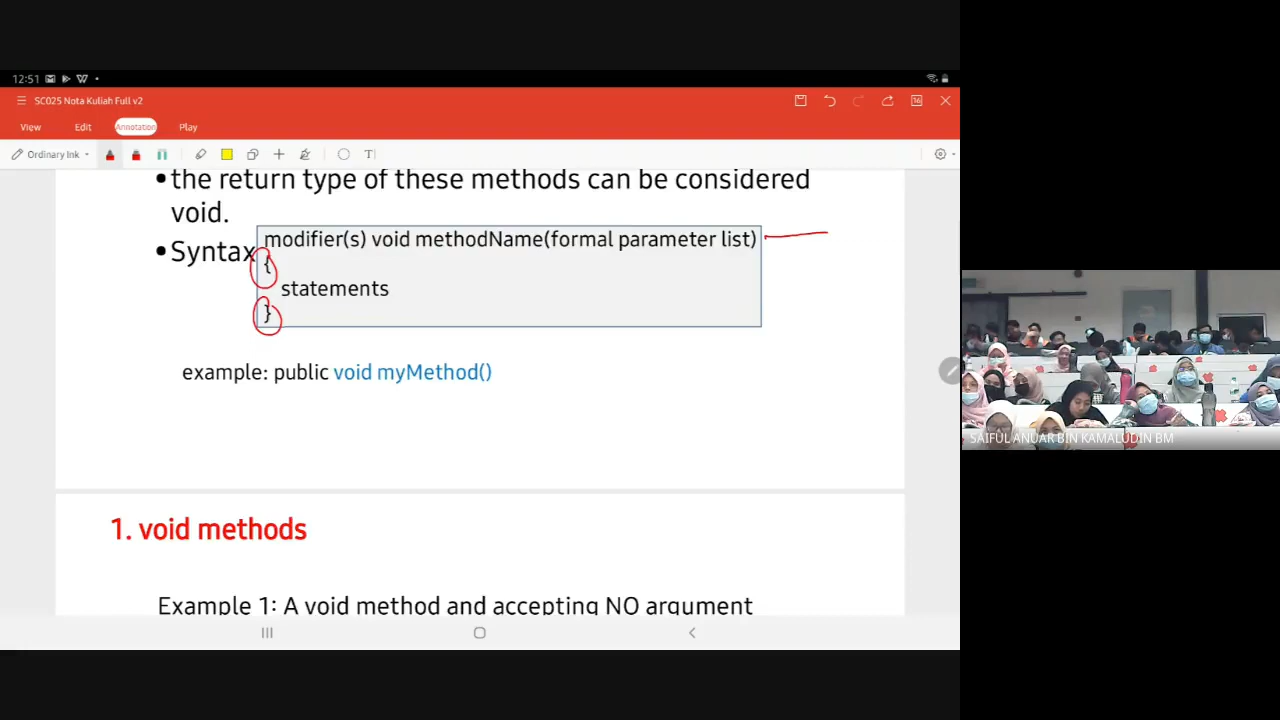 12:51
SC025 Nota Kuliah Full v2
View Edit Annotation Play
Ordinary Ink
•the return type of these methods can be considered
void.
•Syntax
modifier(s) void methodName(formal parameter list)
{
statements
}
example: public void myMethod()
1. void methods
Example 1: A void method and accepting NO argument
SAIFUL ANUAR BIN KAMALUDIN BM